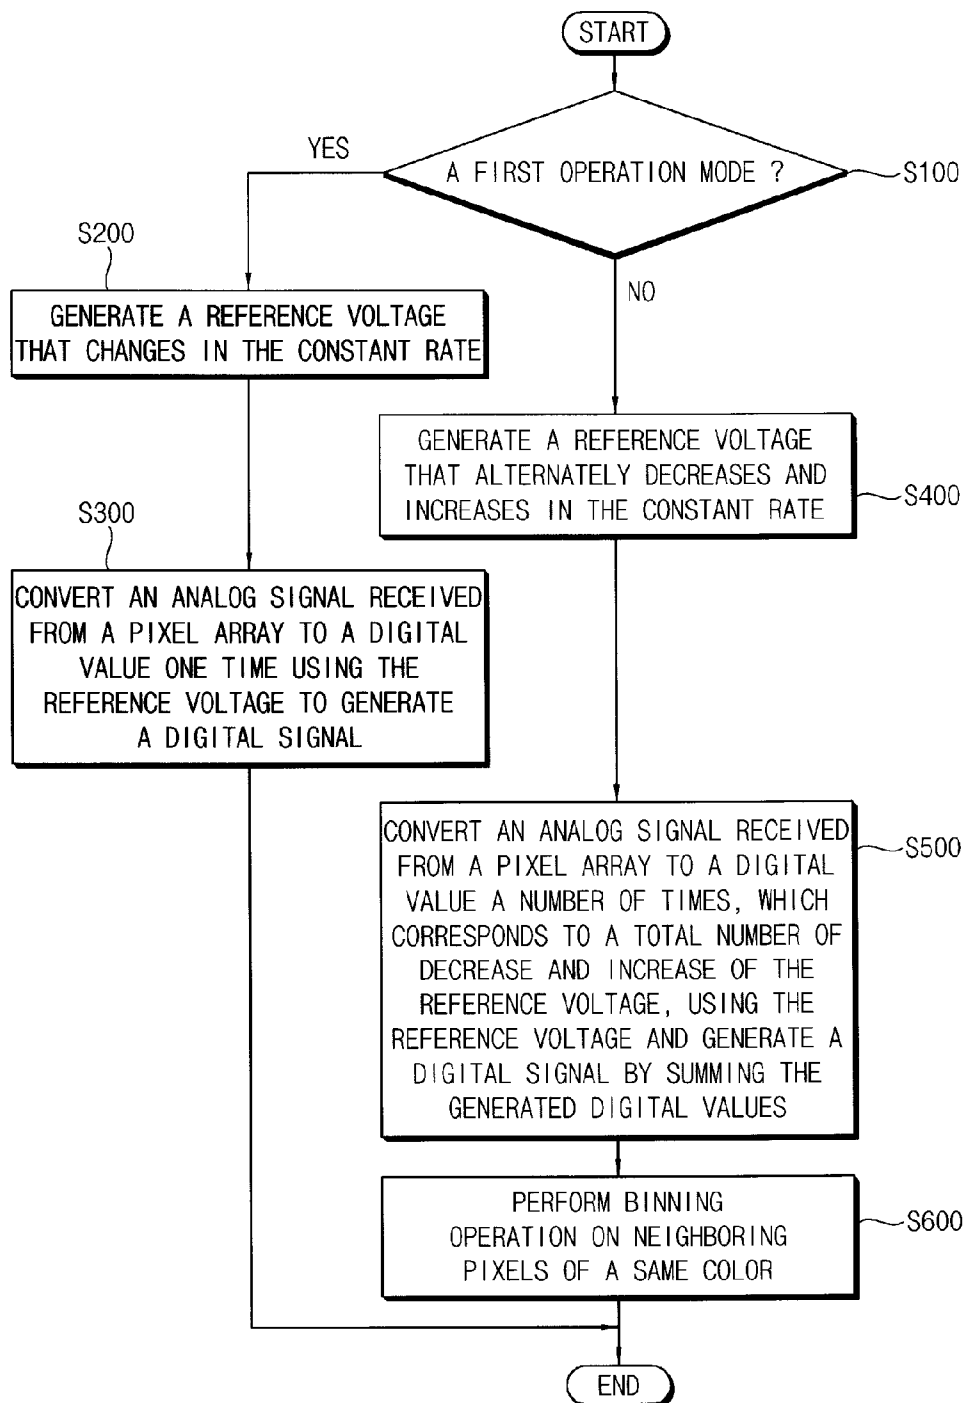 START
A FIRST OPERATION MODE ?
S100
YES
NO
S200
GENERATE A REFERENCE VOLTAGE
THAT CHANGES IN THE CONSTANT RATE
S300
CONVERT AN ANALOG SIGNAL RECEIVED
FROM A PIXEL ARRAY TO A DIGITAL
VALUE ONE TIME USING THE
REFERENCE VOLTAGE TO GENERATE
A DIGITAL SIGNAL
GENERATE A REFERENCE VOLTAGE
THAT ALTERNATELY DECREASES AND
INCREASES IN THE CONSTANT RATE
S400
CONVERT AN ANALOG SIGNAL RECEIVED
FROM A PIXEL ARRAY TO A DIGITAL
VALUE A NUMBER OF TIMES, WHICH
CORRESPONDS TO A TOTAL NUMBER OF
DECREASE AND INCREASE OF THE
REFERENCE VOLTAGE, USING THE
REFERENCE VOLTAGE AND GENERATE A
DIGITAL SIGNAL BY SUMMING THE
GENERATED DIGITAL VALUES
S500
PERFORM BINNING
OPERATION ON NEIGHBORING
PIXELS OF A SAME COLOR
S600
END